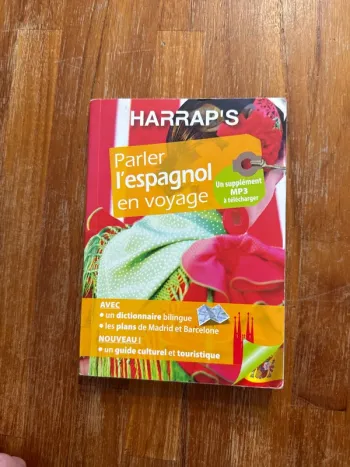 HARRAP'S
Parler
l'espagnol
en voyage
Un supplément
MP3
à télécharger
AVEC
• un dictionnaire bilingue
• les plans de Madrid et Barcelone
NOUVEAU !
• un guide culturel et touristique